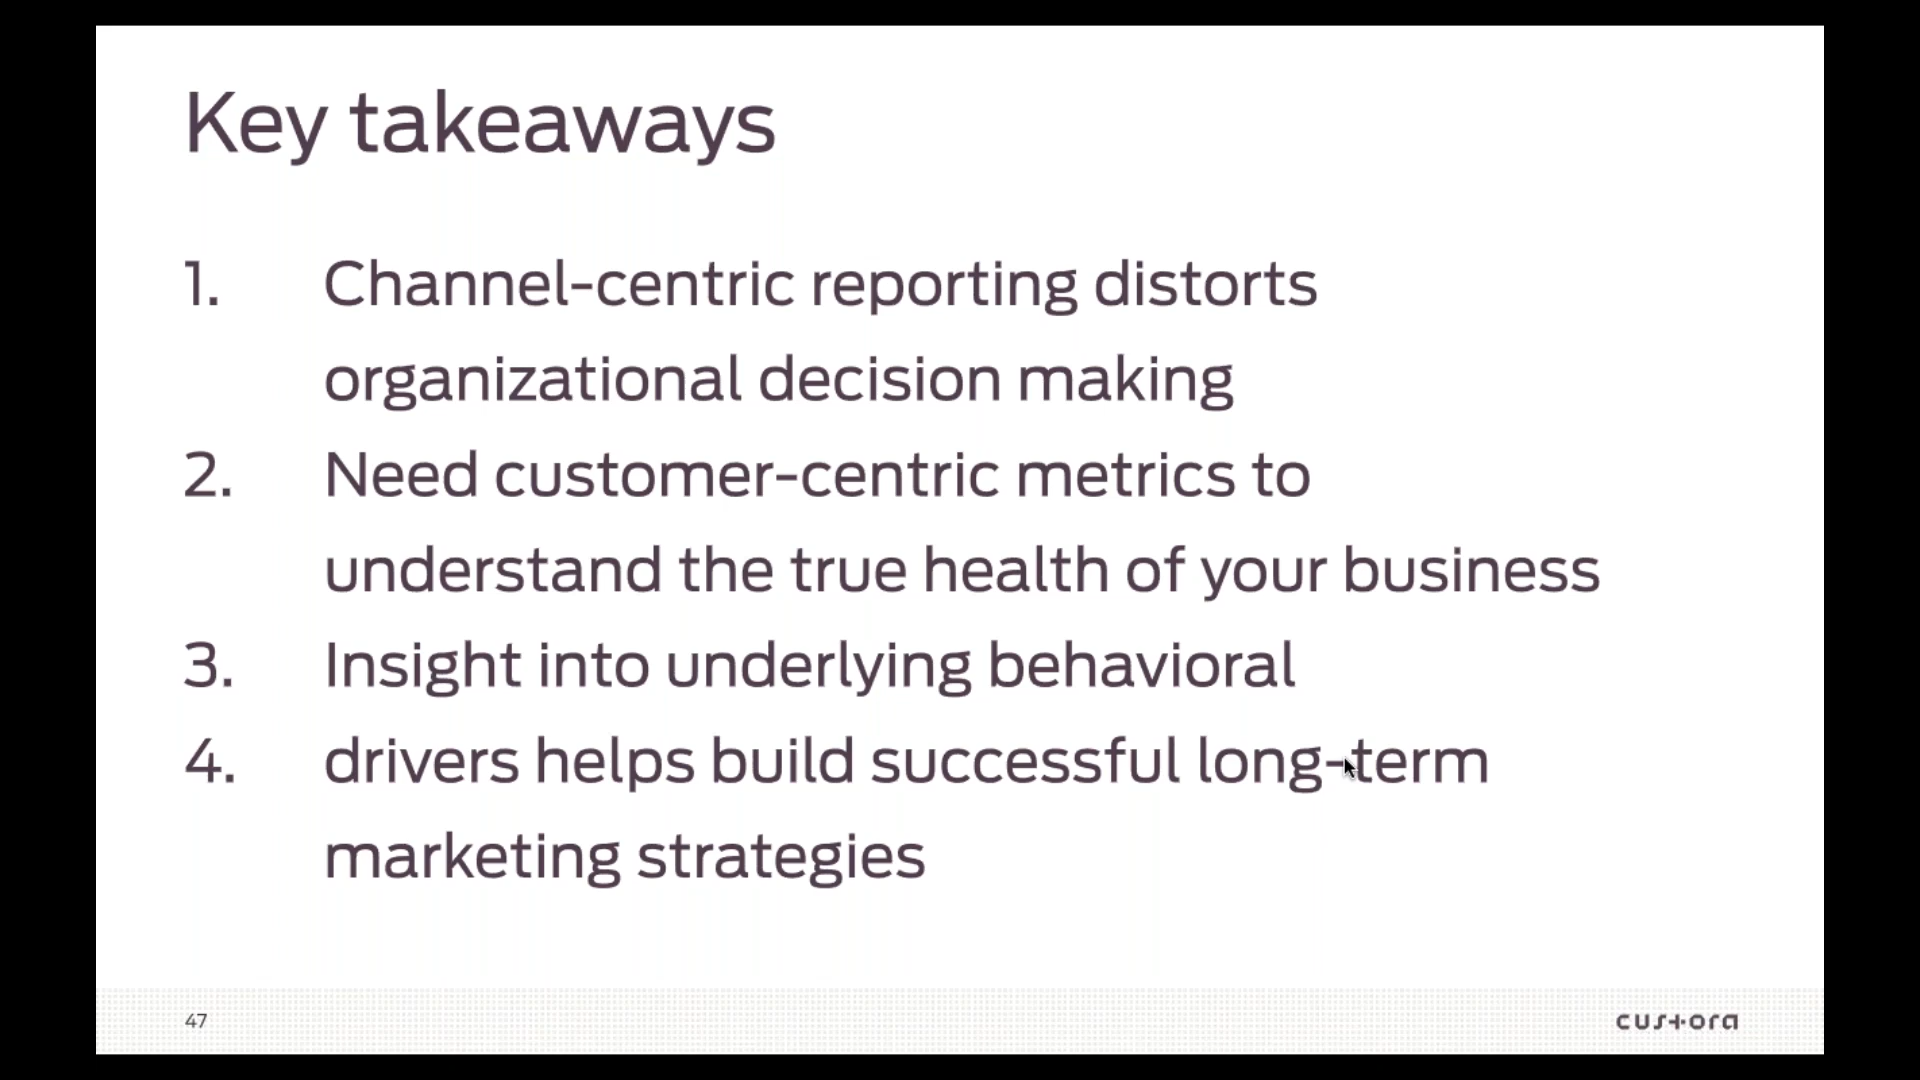 Key takeaways
1. Channel-centric reporting distorts
organizational decision making
2. Need customer-centric metrics to
understand the true health of your business
3. Insight into underlying behavioral
4. drivers helps build successful long-term
marketing strategies
47
custora